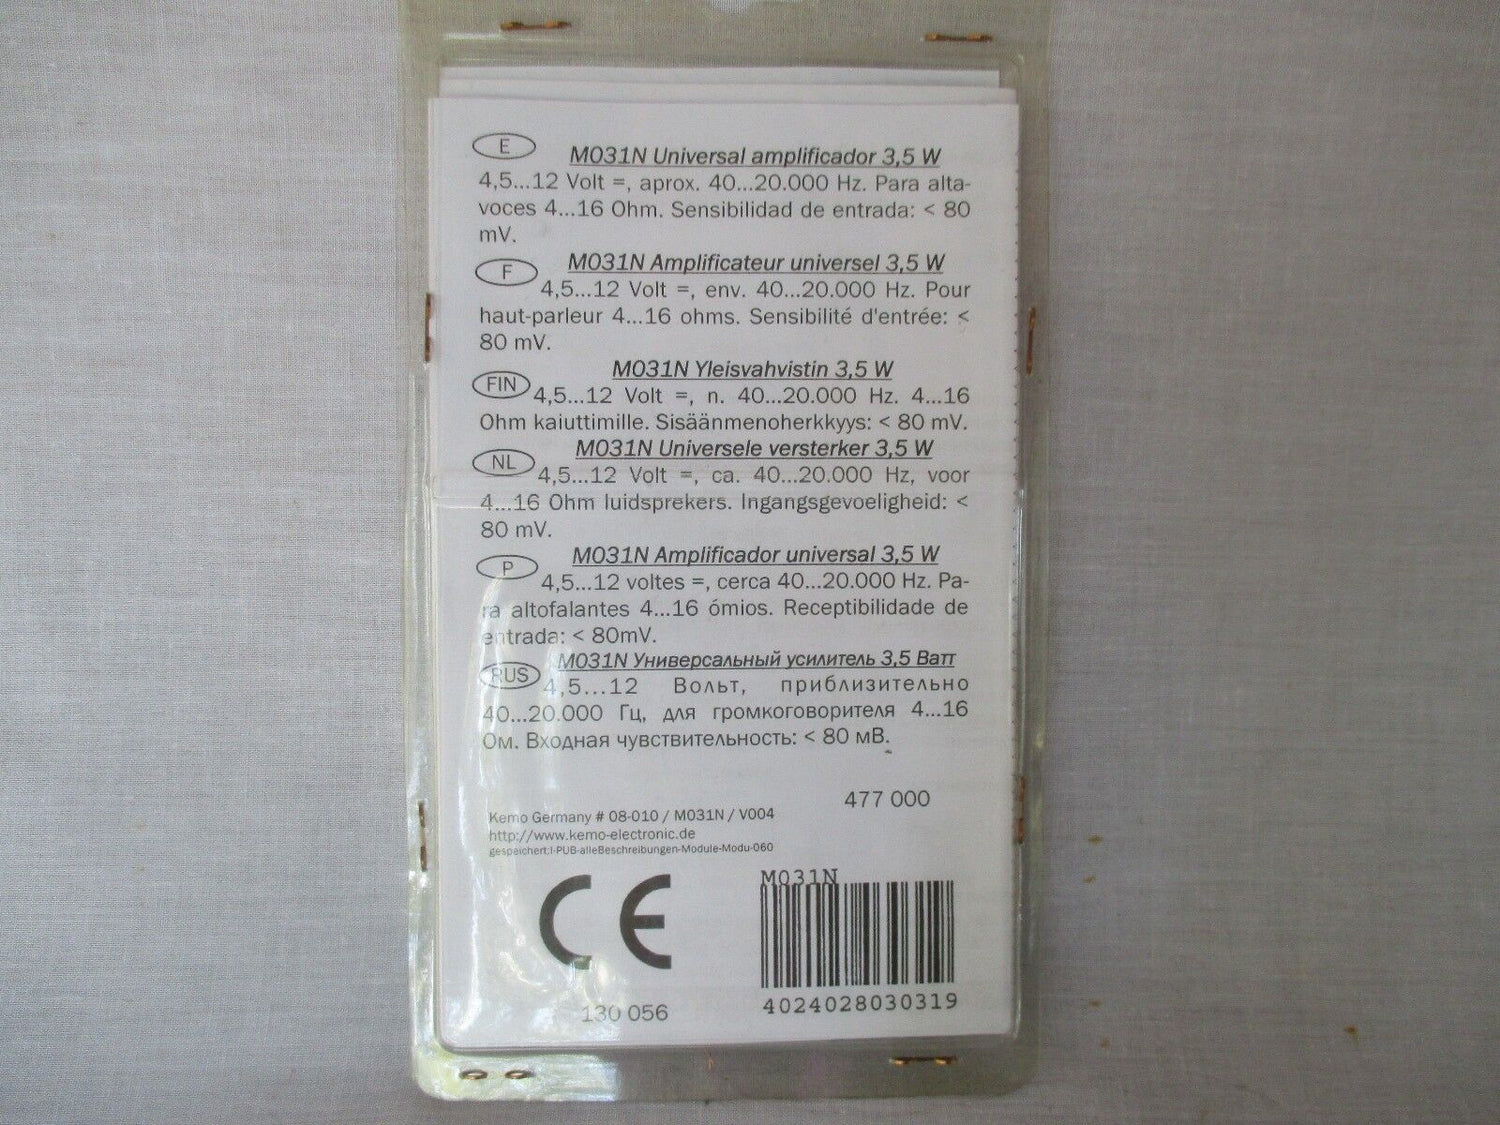 E
M031N Universal amplificador 3,5 W
4,5...12 Volt =, aprox. 40...20.000 Hz. Para alta-
voces 4...16 Ohm. Sensibilidad de entrada: < 80
mV.
F
M031N Amplificateur universel 3,5 W
4,5...12 Volt =, env. 40...20.000 Hz. Pour
haut-parleur 4...16 ohms. Sensibilité d'entrée: <
80 mV.
FIN
M031N Yleisvahvistin 3,5 W
4,5...12 Volt =, n. 40...20.000 Hz. 4...16
Ohm kaiuttimille. Sisäänmenoherkkyys: < 80 mV.
NL
M031N Universele versterker 3,5 W
4,5...12 Volt =, ca. 40...20.000 Hz, voor
4...16 Ohm luidsprekers. Ingangsgevoeligheid: <
80 mV.
P
M031N Amplificador universal 3,5 W
4,5...12 voltes =, cerca 40...20.000 Hz. Pa-
ra altofalantes 4...16 ómios. Receptibilidade de
entrada: < 80mV.
RUS
M031N Универсальный усилитель 3,5 Ватт
4,5...12 Вольт, приблизительно
40...20.000 Гц, для громкоговорителя 4...16
Ом. Входная чувствительность: < 80 мВ.
477 000
Kemo Germany # 08-010 / M031N / V004
http://www.kemo-electronic.de
gespeichert:I-PUB-alleBeschreibungen-Module-Modu-060
CE
M031N
130 056
4024028030319